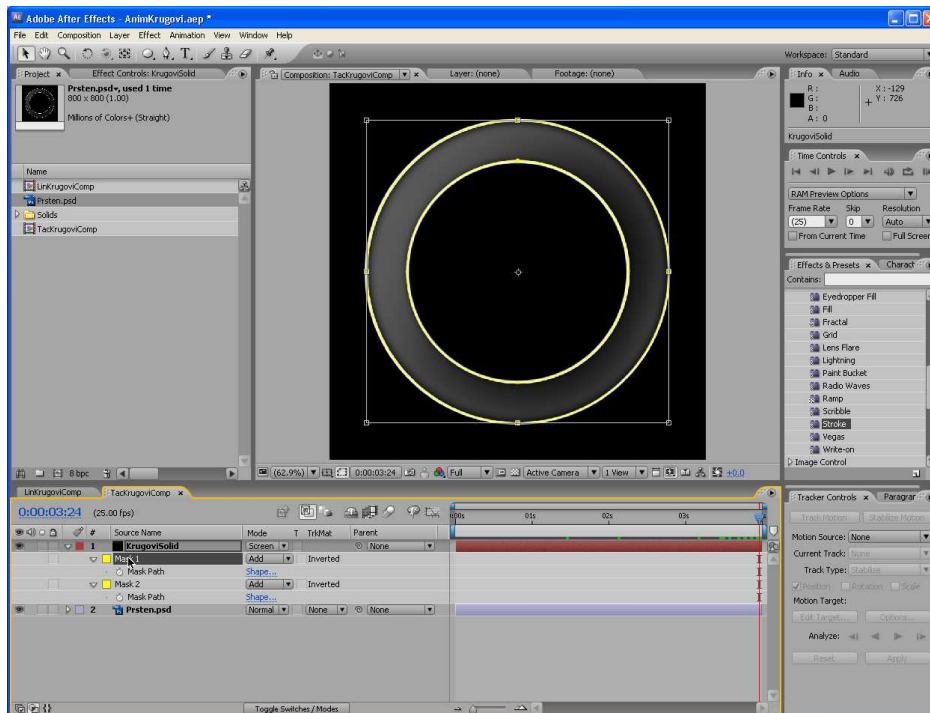 Adobe After Effects - AnimKrugovi.aep *
File Edit Composition Layer Effect Animation View Window Help
Workspace: Standard
Project × Effect Controls: KrugoviSolid
Composition: TacKrugoviComp × Layer: (none) Footage: (none)
Info × Audio
Prsten.psd, used 1 time
800 x 800 (1.00)
Millions of Colors+ (Straight)
R :
G :
B :
A : 0
X : -129
Y : 726
KrugoviSolid
Time Controls ×
RAM Preview Options
Frame Rate Skip Resolution
(25) 0 Auto
From Current Time Full Screen
Name
LinKrugoviComp
Prsten.psd
Solids
TacKrugoviComp
Effects & Presets × Charact
Contains:
Eyedropper Fill
Fill
Fractal
Grid
Lens Flare
Lightning
Paint Bucket
Radio Waves
Ramp
Scribble
Stroke
Vegas
Write-on
Image Control
8 bpc
(62.9%) 0:00:03:24 Full Active Camera 1 View +0.0
LinKrugoviComp TacKrugoviComp ×
0:00:03:24 (25.00 fps)
:00s 01s 02s 03s
# Source Name Mode T TrkMat Parent
1 KrugoviSolid Screen None
Mask 1 Add Inverted
Mask Path Shape...
Mask 2 Add Inverted
Mask Path Shape...
2 Prsten.psd Normal None None
Toggle Switches / Modes
Tracker Controls × Paragrar
Track Motion Stabilize Motion
Motion Source: None
Current Track: None
Track Type: Stabilize
Position Rotation Scale
Motion Target:
Edit Target... Options...
Analyze:
Reset Apply